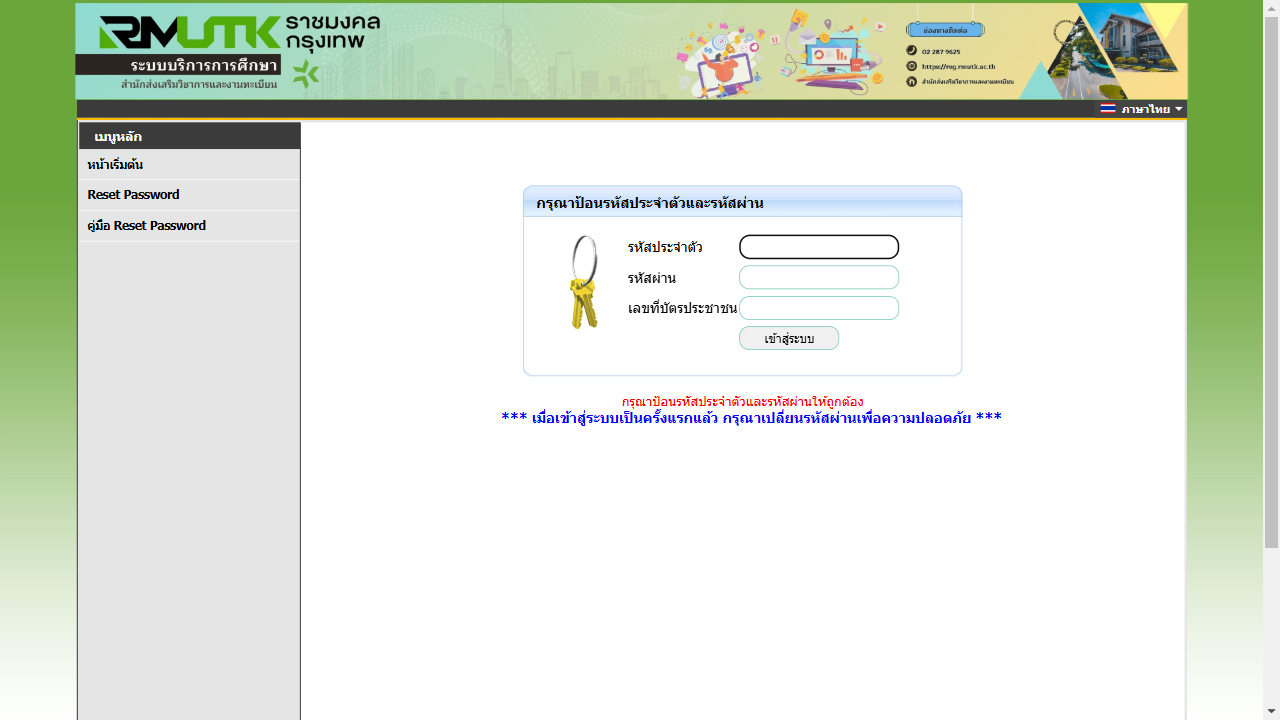 RMUTK ราชมงคล
กรุงเทพ
ระบบบริการการศึกษา
สำนักส่งเสริมวิชาการและงานทะเบียน
ช่องทางติดต่อ
02 287 9625
https://reg.rmutk.ac.th
สำนักส่งเสริมวิชาการและงานทะเบียน
ภาษาไทย
เมนูหลัก
หน้าเริ่มต้น
Reset Password
คู่มือ Reset Password
กรุณาป้อนรหัสประจำตัวและรหัสผ่าน
รหัสประจำตัว
รหัสผ่าน
เลขที่บัตรประชาชน
เข้าสู่ระบบ
กรุณาป้อนรหัสประจำตัวและรหัสผ่านให้ถูกต้อง
*** เมื่อเข้าสู่ระบบเป็นครั้งแรกแล้ว กรุณาเปลี่ยนรหัสผ่านเพื่อความปลอดภัย ***